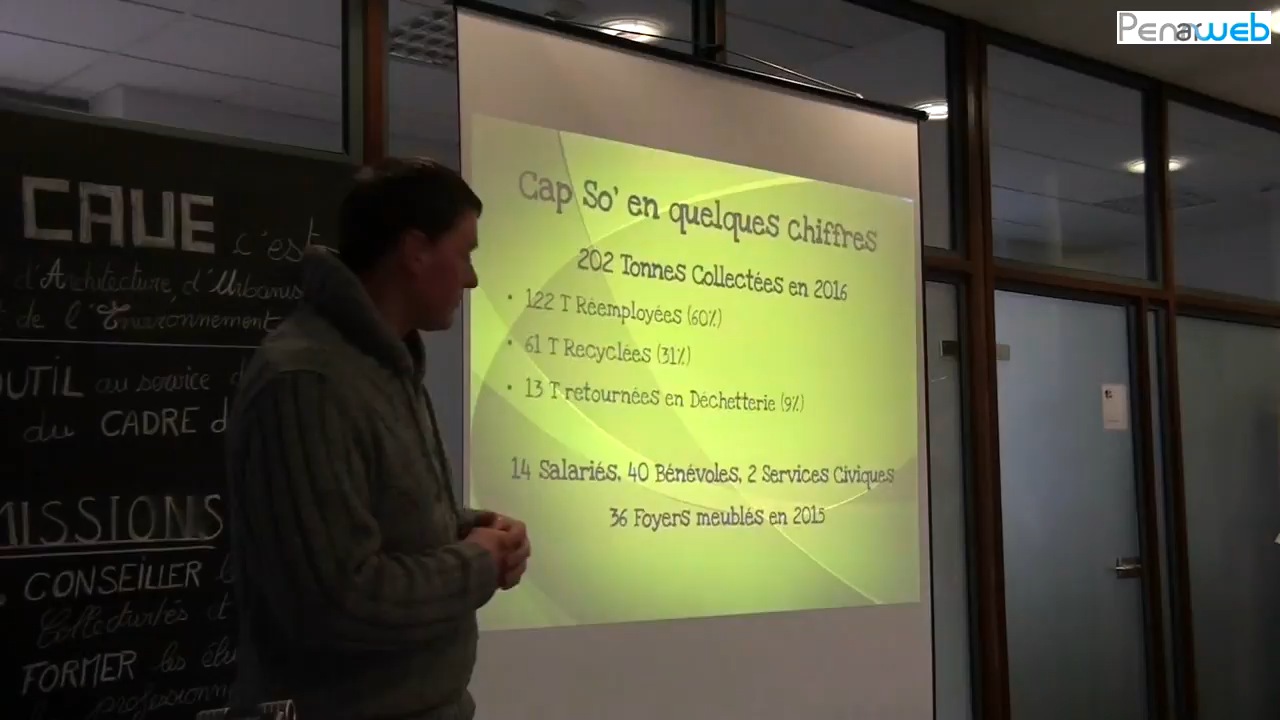 Penarweb
CAUE c'est
d'Architecture, d'Urbanis
de l'Environnement
OUTIL au service d
du CADRE d
MISSIONS
CONSEILLER
Collectivités et
FORMER les élu
professionn
Cap So' en quelques chiffres
202 Tonnes Collectées en 2016
• 122 T Réemployées (60%)
• 61 T Recyclées (31%)
• 13 T retournées en Déchetterie (9%)
14 Salariés, 40 Bénévoles, 2 Services Civiques
36 Foyers meublés en 2015